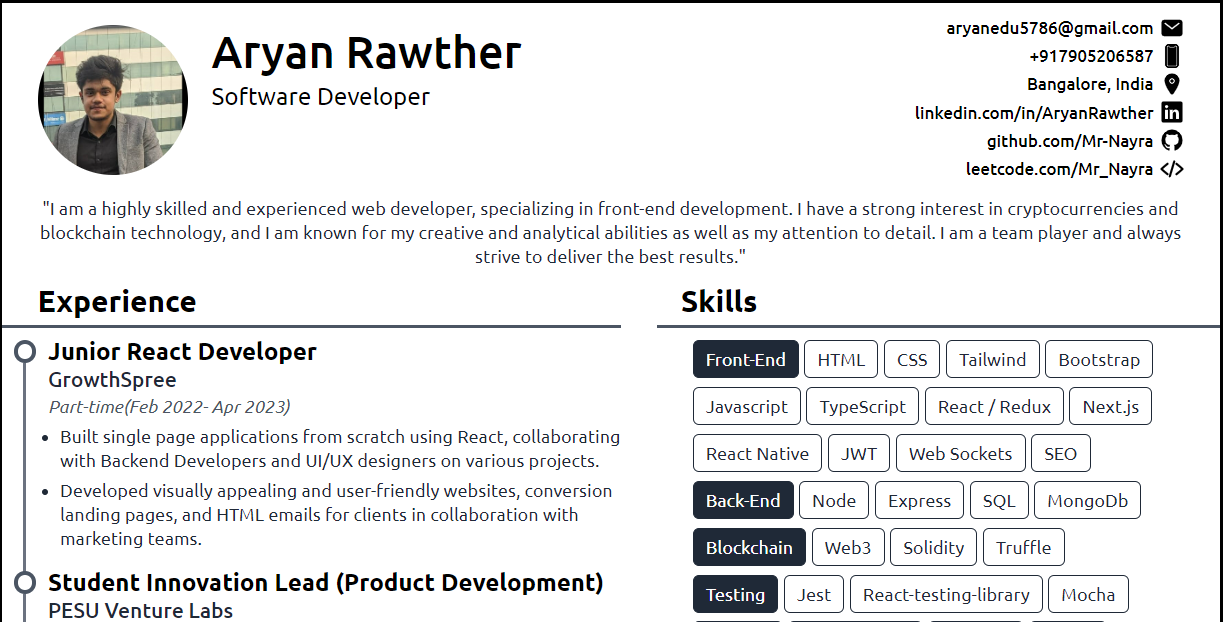 Aryan Rawther
Software Developer
aryanedu5786@gmail.com
+917905206587
Bangalore, India
linkedin.com/in/AryanRawther
github.com/Mr-Nayra
leetcode.com/Mr_Nayra
"I am a highly skilled and experienced web developer, specializing in front-end development. I have a strong interest in cryptocurrencies and
blockchain technology, and I am known for my creative and analytical abilities as well as my attention to detail. I am a team player and always
strive to deliver the best results."
Experience
Junior React Developer
GrowthSpree
Part-time(Feb 2022- Apr 2023)
• Built single page applications from scratch using React, collaborating
with Backend Developers and UI/UX designers on various projects.
• Developed visually appealing and user-friendly websites, conversion
landing pages, and HTML emails for clients in collaboration with
marketing teams.
Student Innovation Lead (Product Development)
PESU Venture Labs
Skills
Front-End HTML CSS Tailwind Bootstrap
Javascript TypeScript React / Redux Next.js
React Native JWT Web Sockets SEO
Back-End Node Express SQL MongoDb
Blockchain Web3 Solidity Truffle
Testing Jest React-testing-library Mocha